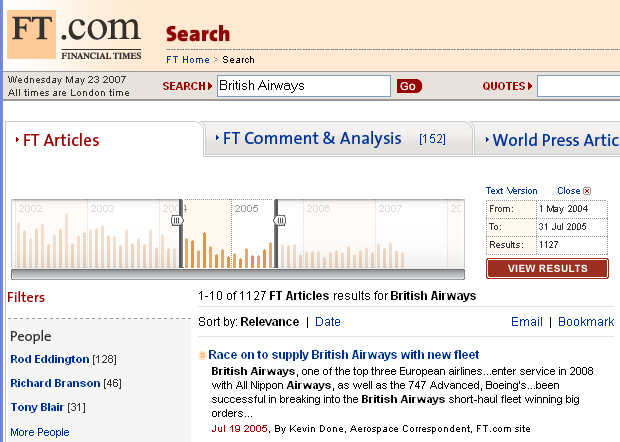 FT .com
FINANCIAL TIMES
Search
FT Home > Search
Wednesday May 23 2007
All times are London time
SEARCH British Airways Go QUOTES
FT Articles
FT Comment & Analysis [152]
World Press Artic
2002 2003 2005 2006 2007
Text Version Close
From: 1 May 2004
To: 31 Jul 2005
Results: 1127
VIEW RESULTS
Filters
1-10 of 1127 FT Articles results for British Airways
Sort by: Relevance | Date Email | Bookmark
People
Rod Eddington [128]
Richard Branson [46]
Tony Blair [31]
More People
Race on to supply British Airways with new fleet
British Airways, one of the top three European airlines...enter service in 2008
with All Nippon Airways, as well as the 747 Advanced, Boeing's...been
successful in breaking into the British Airways short-haul fleet winning big
orders...
Jul 19 2005, By Kevin Done, Aerospace Correspondent, FT.com site